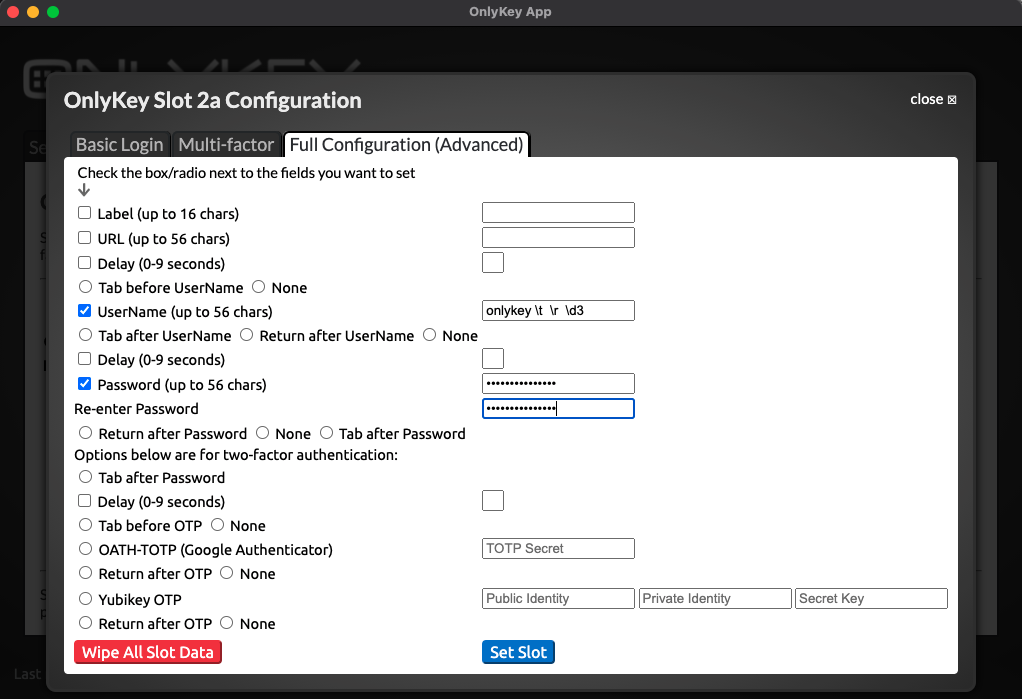 OnlyKey App
ONLYKEY
OnlyKey Slot 2a Configuration
close ⊠
Basic Login Multi-factor Full Configuration (Advanced)
Check the box/radio next to the fields you want to set
↓
Label (up to 16 chars)
URL (up to 56 chars)
Delay (0-9 seconds)
Tab before UserName None
UserName (up to 56 chars) onlykey \t \r \d3
Tab after UserName Return after UserName None
Delay (0-9 seconds)
Password (up to 56 chars) •••••••••••••••
Re-enter Password •••••••••••••••
Return after Password None Tab after Password
Options below are for two-factor authentication:
Tab after Password
Delay (0-9 seconds)
Tab before OTP None
OATH-TOTP (Google Authenticator) TOTP Secret
Return after OTP None
Yubikey OTP Public Identity Private Identity Secret Key
Return after OTP None
Wipe All Slot Data Set Slot
Last